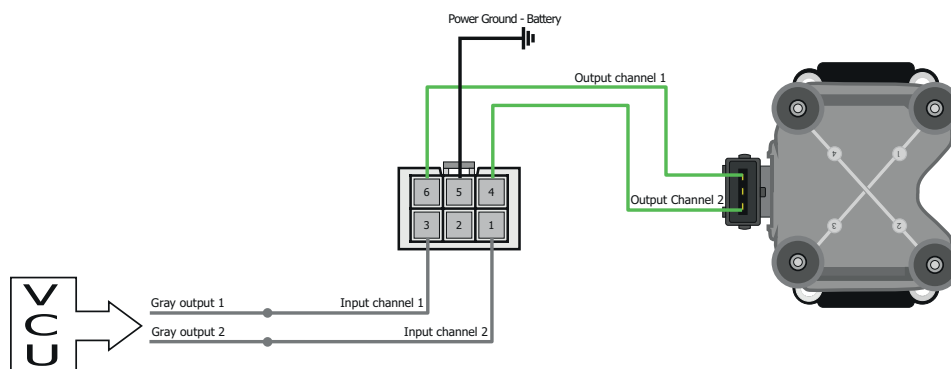 Power Ground - Battery
Output channel 1
Output Channel 2
6 5 4
3 2 1
4
1
3
2
V
C
U
Gray output 1
Input channel 1
Gray output 2
Input channel 2